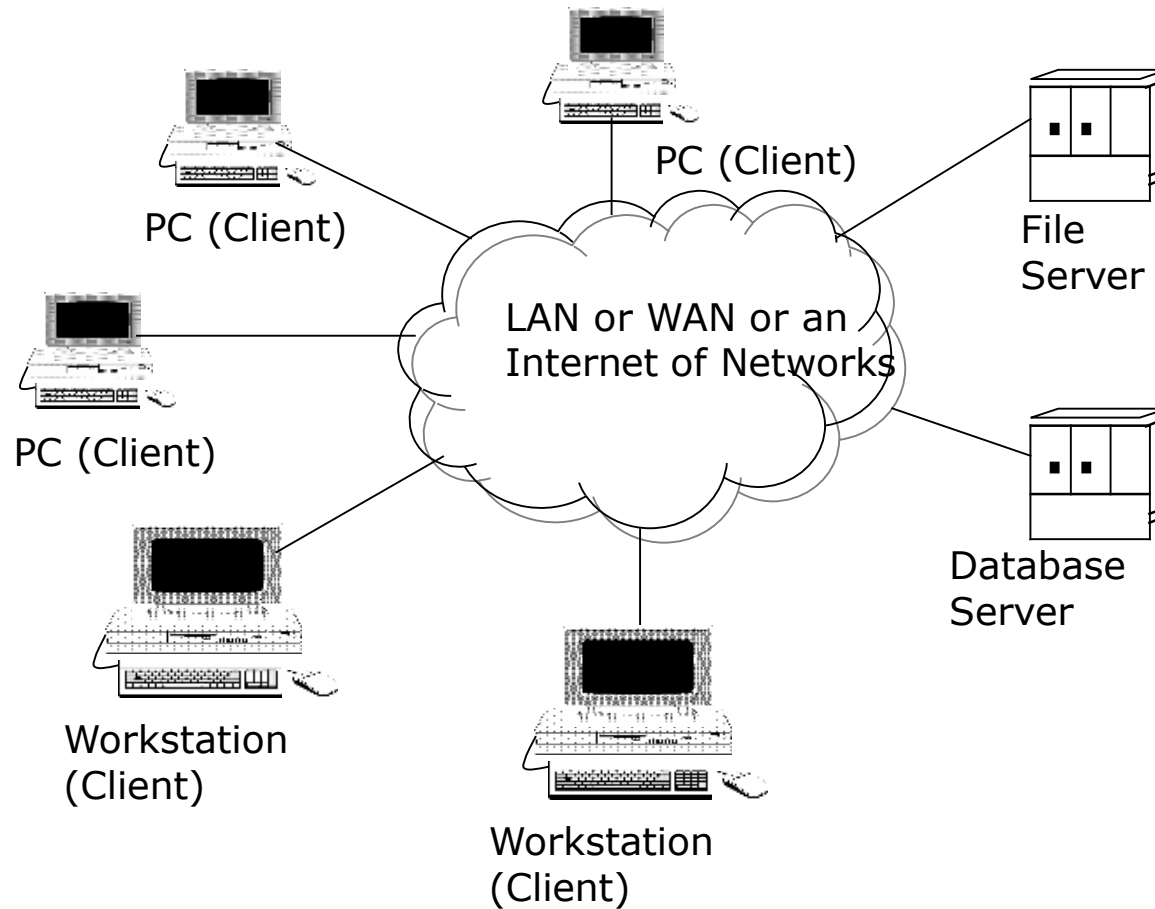 PC (Client)
PC (Client)
File
Server
LAN or WAN or an
Internet of Networks
PC (Client)
Database
Server
Workstation
(Client)
Workstation
(Client)